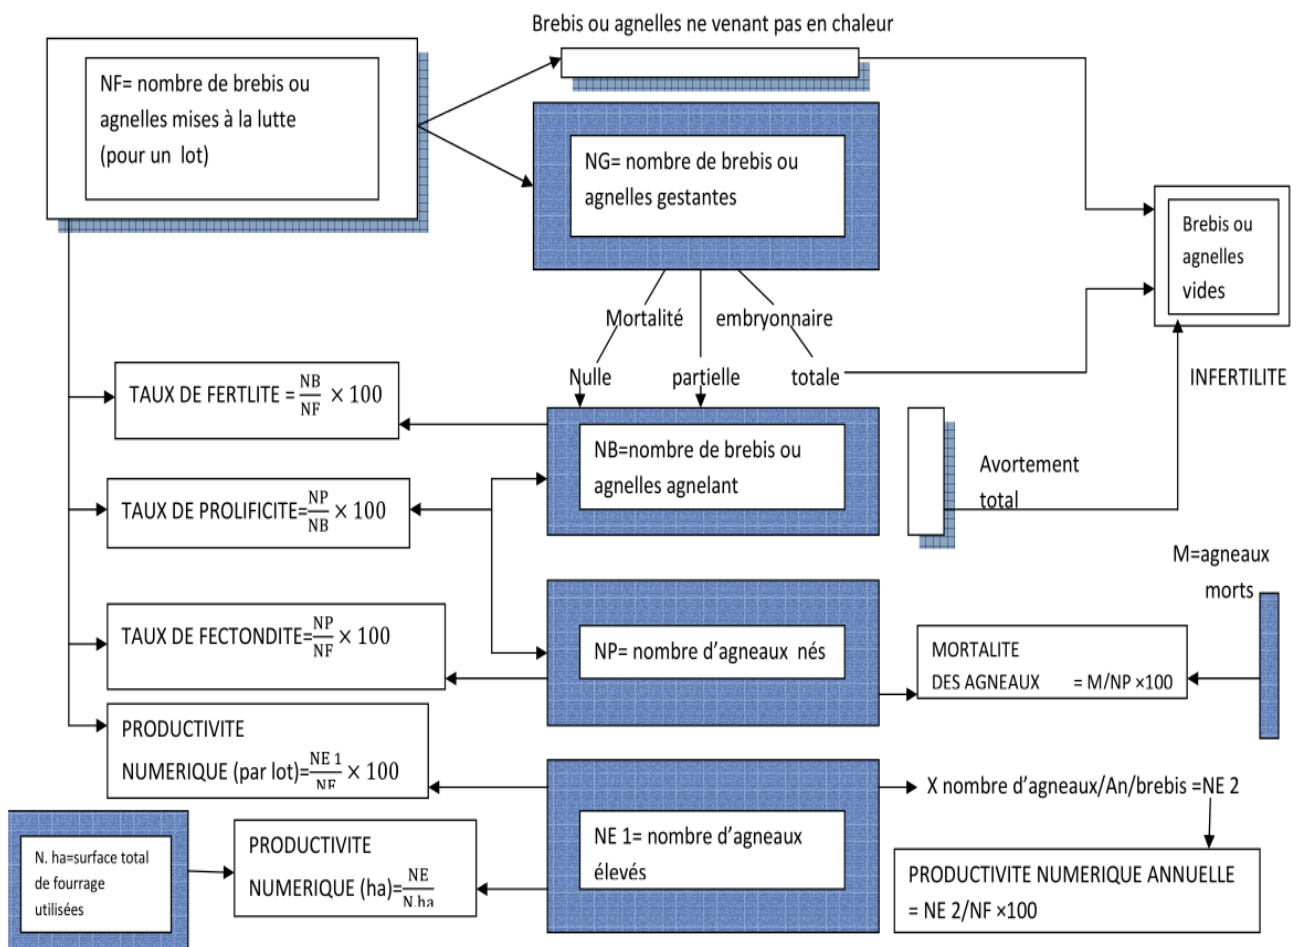 Brebis ou agnelles ne venant pas en chaleur
NF= nombre de brebis ou
agnelles mises à la lutte
(pour un lot)
NG= nombre de brebis ou
agnelles gestantes
Brebis ou
agnelles
vides
Mortalité embryonnaire
Nulle partielle totale
INFERTILITE
TAUX DE FERTLITE = NB/NF × 100
NB=nombre de brebis ou
agnelles agnelant
Avortement
total
TAUX DE PROLIFICITE= NP/NB × 100
M=agneaux
morts
TAUX DE FECTONDITE= NP/NF × 100
NP= nombre d’agneaux nés
MORTALITE
DES AGNEAUX = M/NP ×100
PRODUCTIVITE
NUMERIQUE (par lot)= NE 1/NF × 100
X nombre d’agneaux/An/brebis =NE 2
NE 1= nombre d’agneaux
élevés
N. ha=surface total
de fourrage
utilisées
PRODUCTIVITE
NUMERIQUE (ha)= NE/N.ha
PRODUCTIVITE NUMERIQUE ANNUELLE
= NE 2/NF ×100